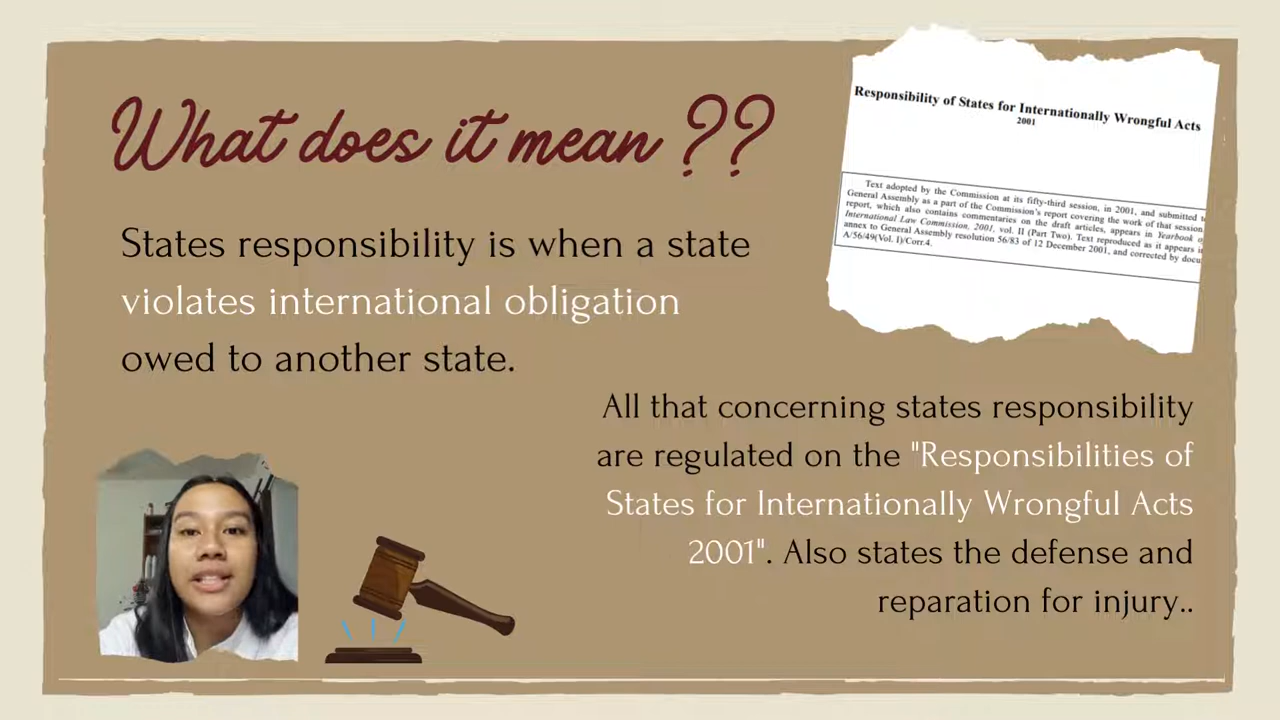 What does it mean ??
States responsibility is when a state
violates international obligation
owed to another state.
Responsibility of States for Internationally Wrongful Acts
2001
Text adopted by the Commission at its fifty-third session, in 2001, and submitted
General Assembly as a part of the Commission's report covering the work of that session
report, which also contains commentaries on the draft articles, appears in Yearbook
International Law Commission, 2001, vol. II (Part Two). Text reproduced as it appears
annex to General Assembly resolution 56/83 of 12 December 2001, and corrected by
A/56/49(Vol. I)/Corr.4.
All that concerning states responsibility
are regulated on the "Responsibilities of
States for Internationally Wrongful Acts
2001". Also states the defense and
reparation for injury..